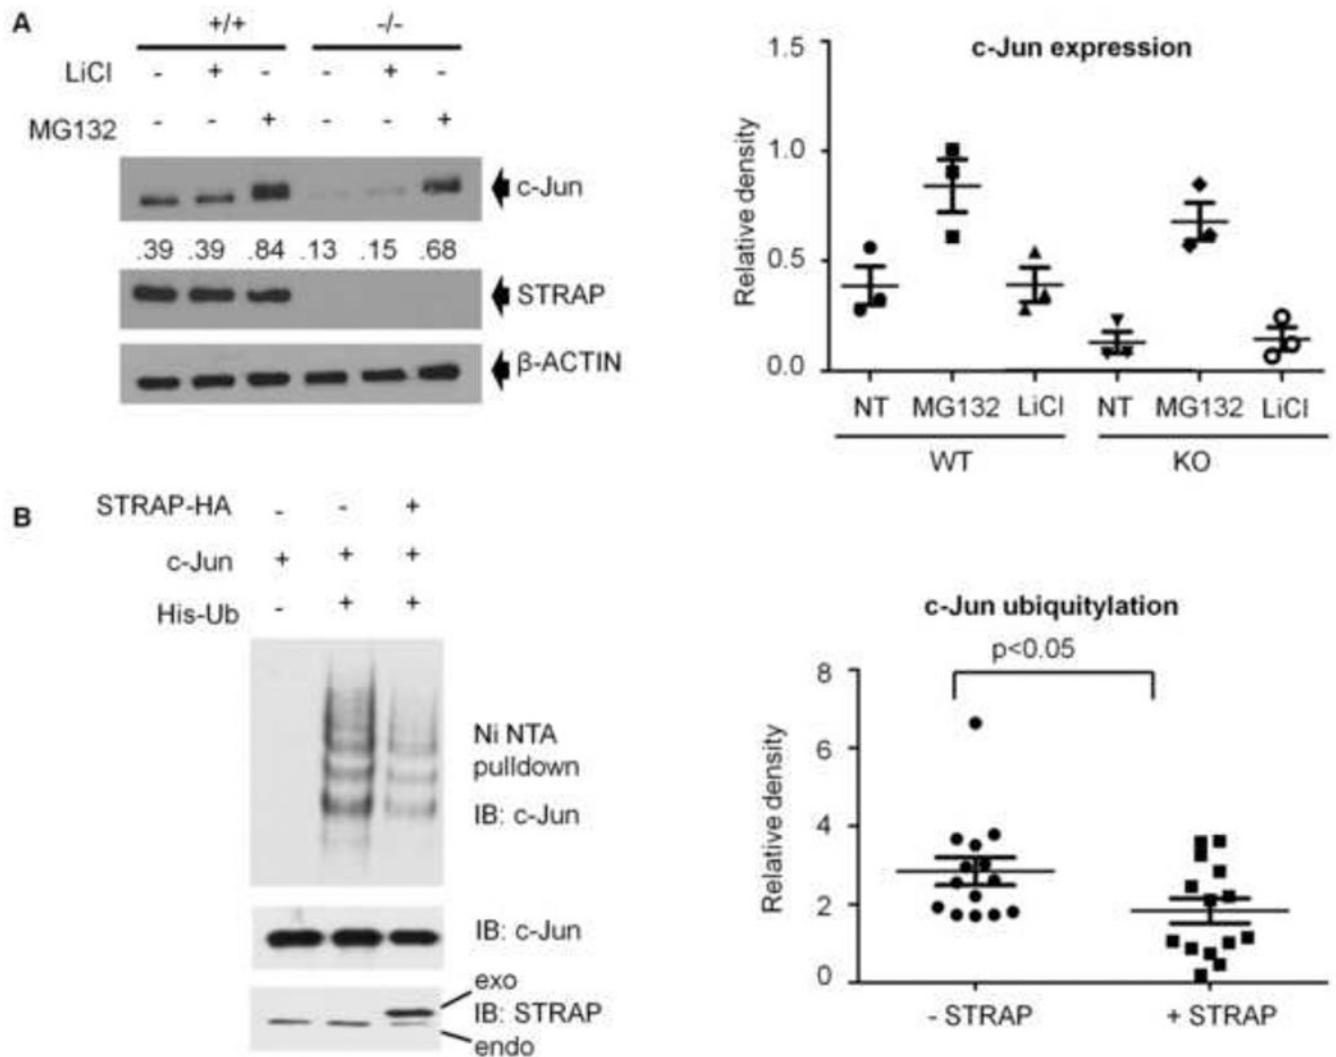 A
+/+ -/-
LiCl - + - - + -
MG132 - - + - - +
c-Jun
.39 .39 .84 .13 .15 .68
STRAP
β-ACTIN
c-Jun expression
Relative density
1.5
1.0
0.5
0.0
NT MG132 LiCl NT MG132 LiCl
WT KO
B
STRAP-HA - - +
c-Jun + + +
His-Ub - + +
Ni NTA
pulldown
IB: c-Jun
IB: c-Jun
exo
IB: STRAP
endo
c-Jun ubiquitylation
p<0.05
Relative density
8
6
4
2
0
- STRAP + STRAP